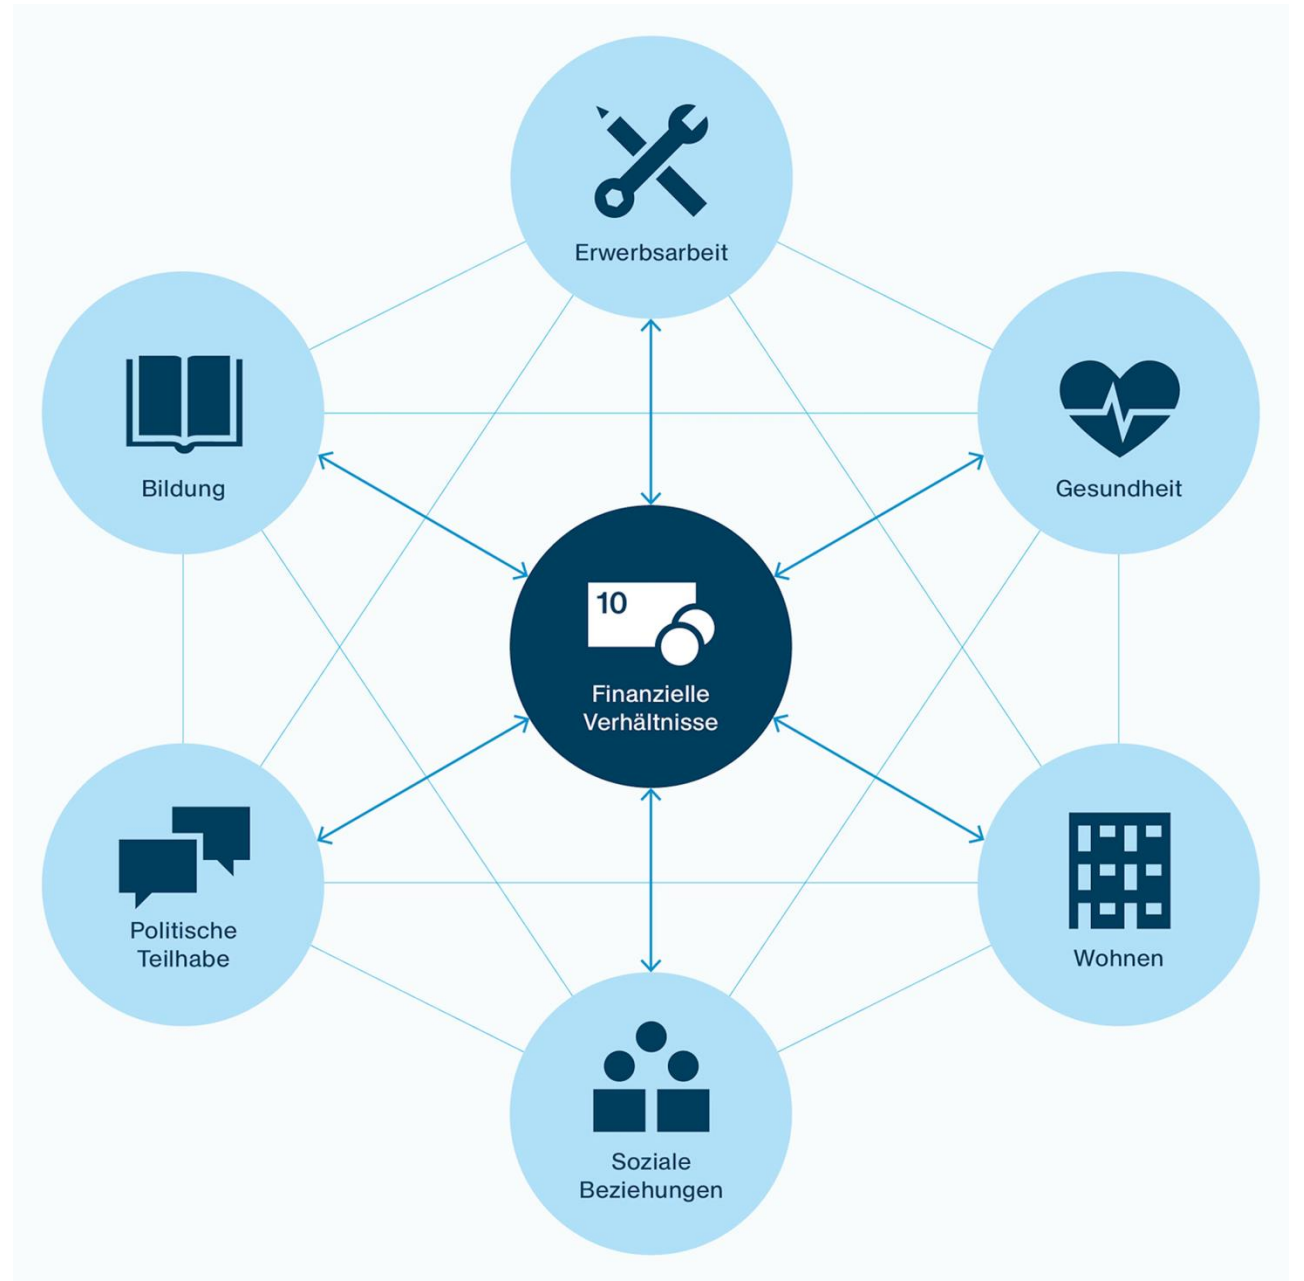 Erwerbsarbeit
Bildung
Gesundheit
10
Finanzielle
Verhältnisse
Politische
Teilhabe
Wohnen
Soziale
Beziehungen